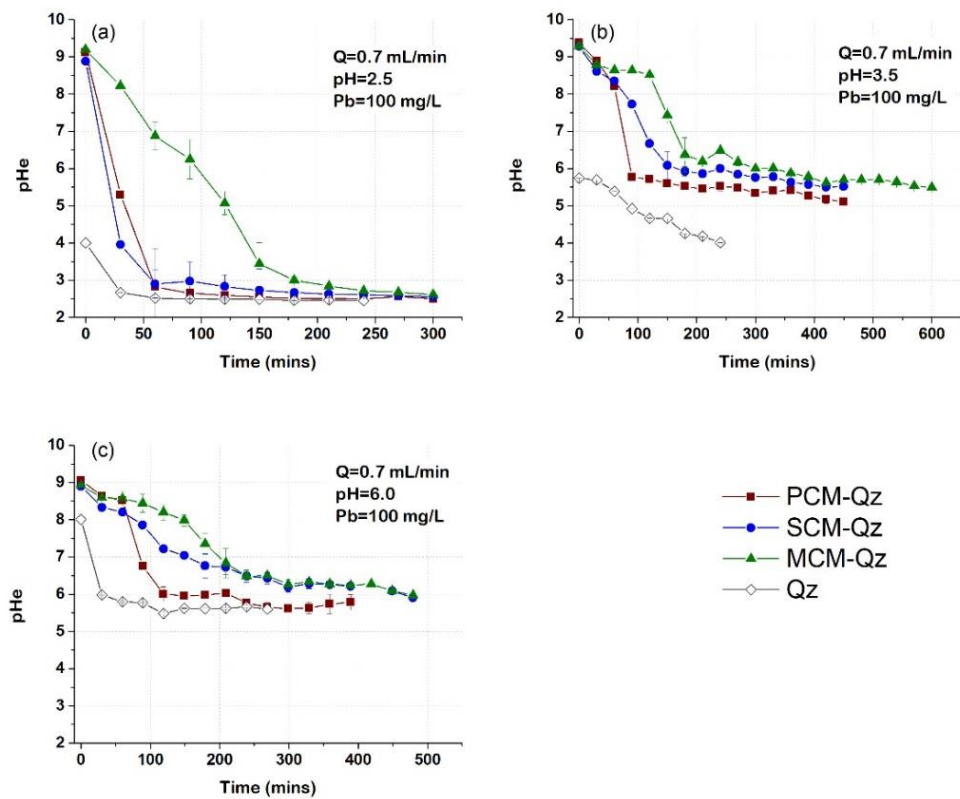 (a)
Q=0.7 mL/min
pH=2.5
Pb=100 mg/L
pHe
10
9
8
7
6
5
4
3
2
0 50 100 150 200 250 300
Time (mins)
(b)
Q=0.7 mL/min
pH=3.5
Pb=100 mg/L
pHe
10
9
8
7
6
5
4
3
2
0 100 200 300 400 500 600
Time (mins)
(c)
Q=0.7 mL/min
pH=6.0
Pb=100 mg/L
pHe
10
9
8
7
6
5
4
3
2
0 100 200 300 400 500
Time (mins)
PCM-Qz
SCM-Qz
MCM-Qz
Qz